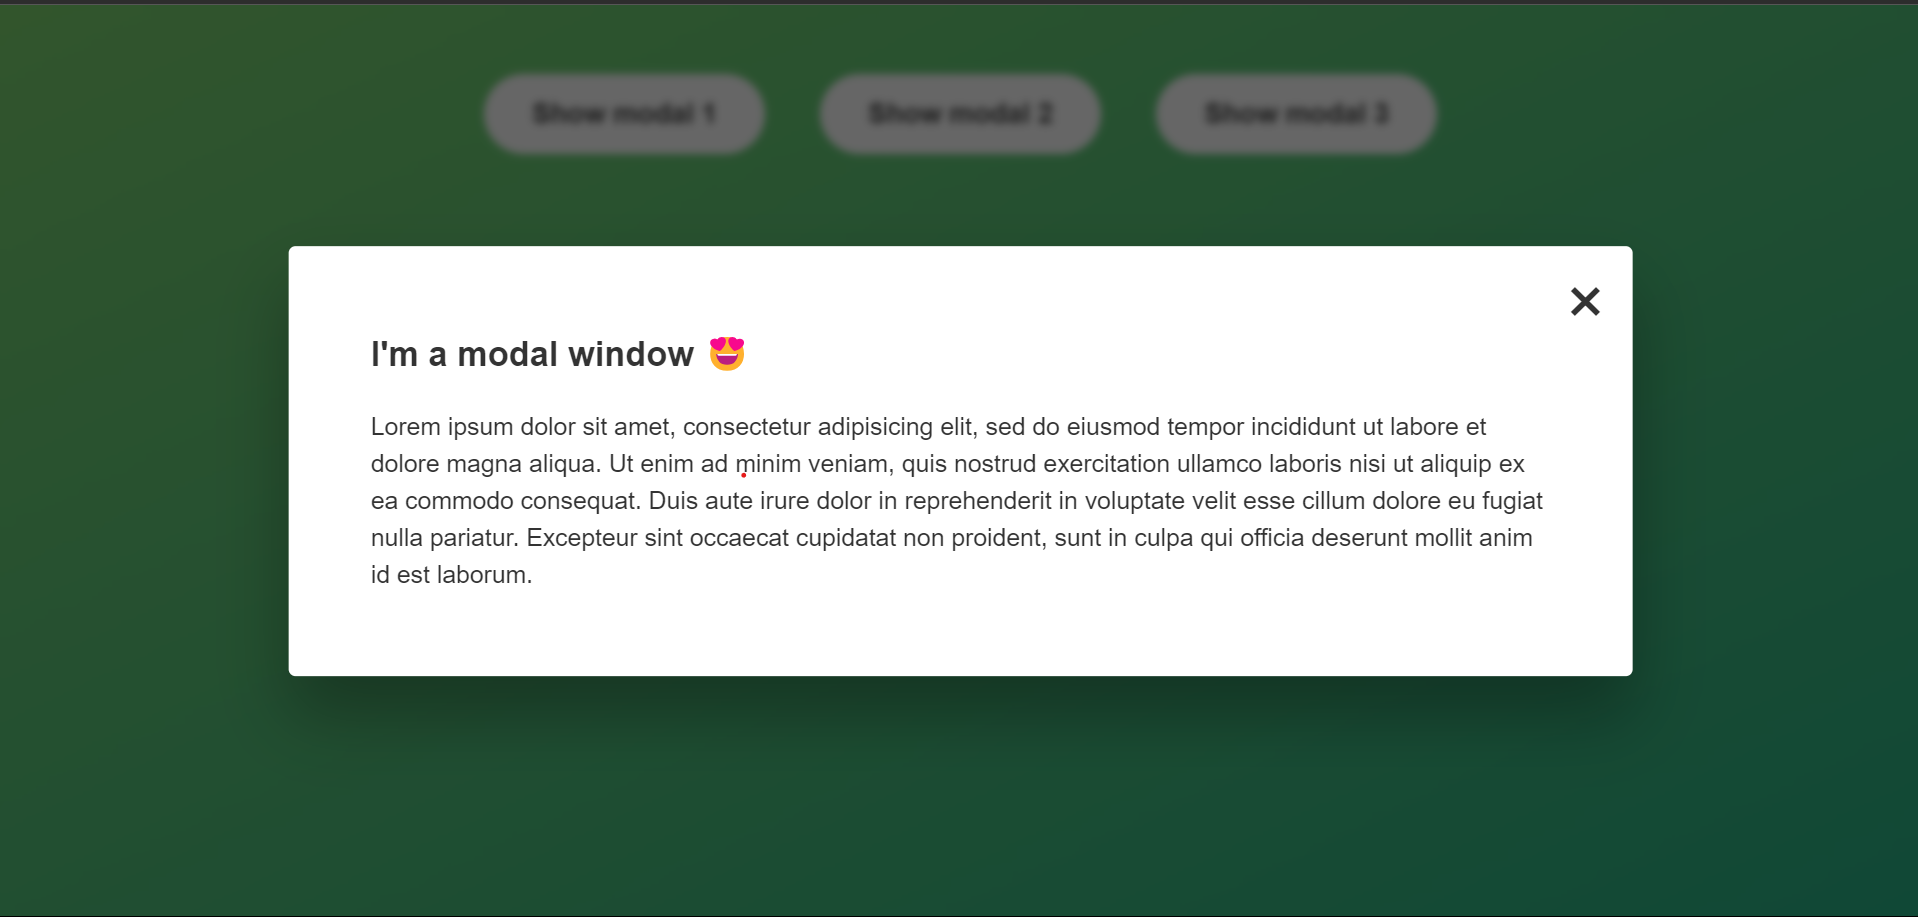 Show modal 1
Show modal 2
Show modal 3
I'm a modal window 😍
Lorem ipsum dolor sit amet, consectetur adipisicing elit, sed do eiusmod tempor incididunt ut labore et
dolore magna aliqua. Ut enim ad minim veniam, quis nostrud exercitation ullamco laboris nisi ut aliquip ex
ea commodo consequat. Duis aute irure dolor in reprehenderit in voluptate velit esse cillum dolore eu fugiat
nulla pariatur. Excepteur sint occaecat cupidatat non proident, sunt in culpa qui officia deserunt mollit anim
id est laborum.